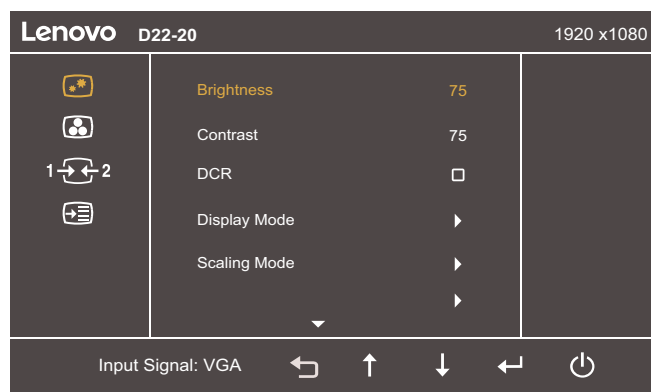 Lenovo D22-20 1920 x1080
Brightness 75
Contrast 75
1 2 DCR
Display Mode
Scaling Mode
Input Signal: VGA